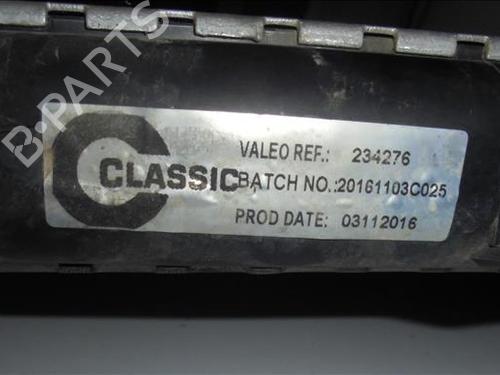 B-PARTS
VALEO REF.: 234276
CLASSIC BATCH NO.:20161103C025
PROD DATE: 03112016